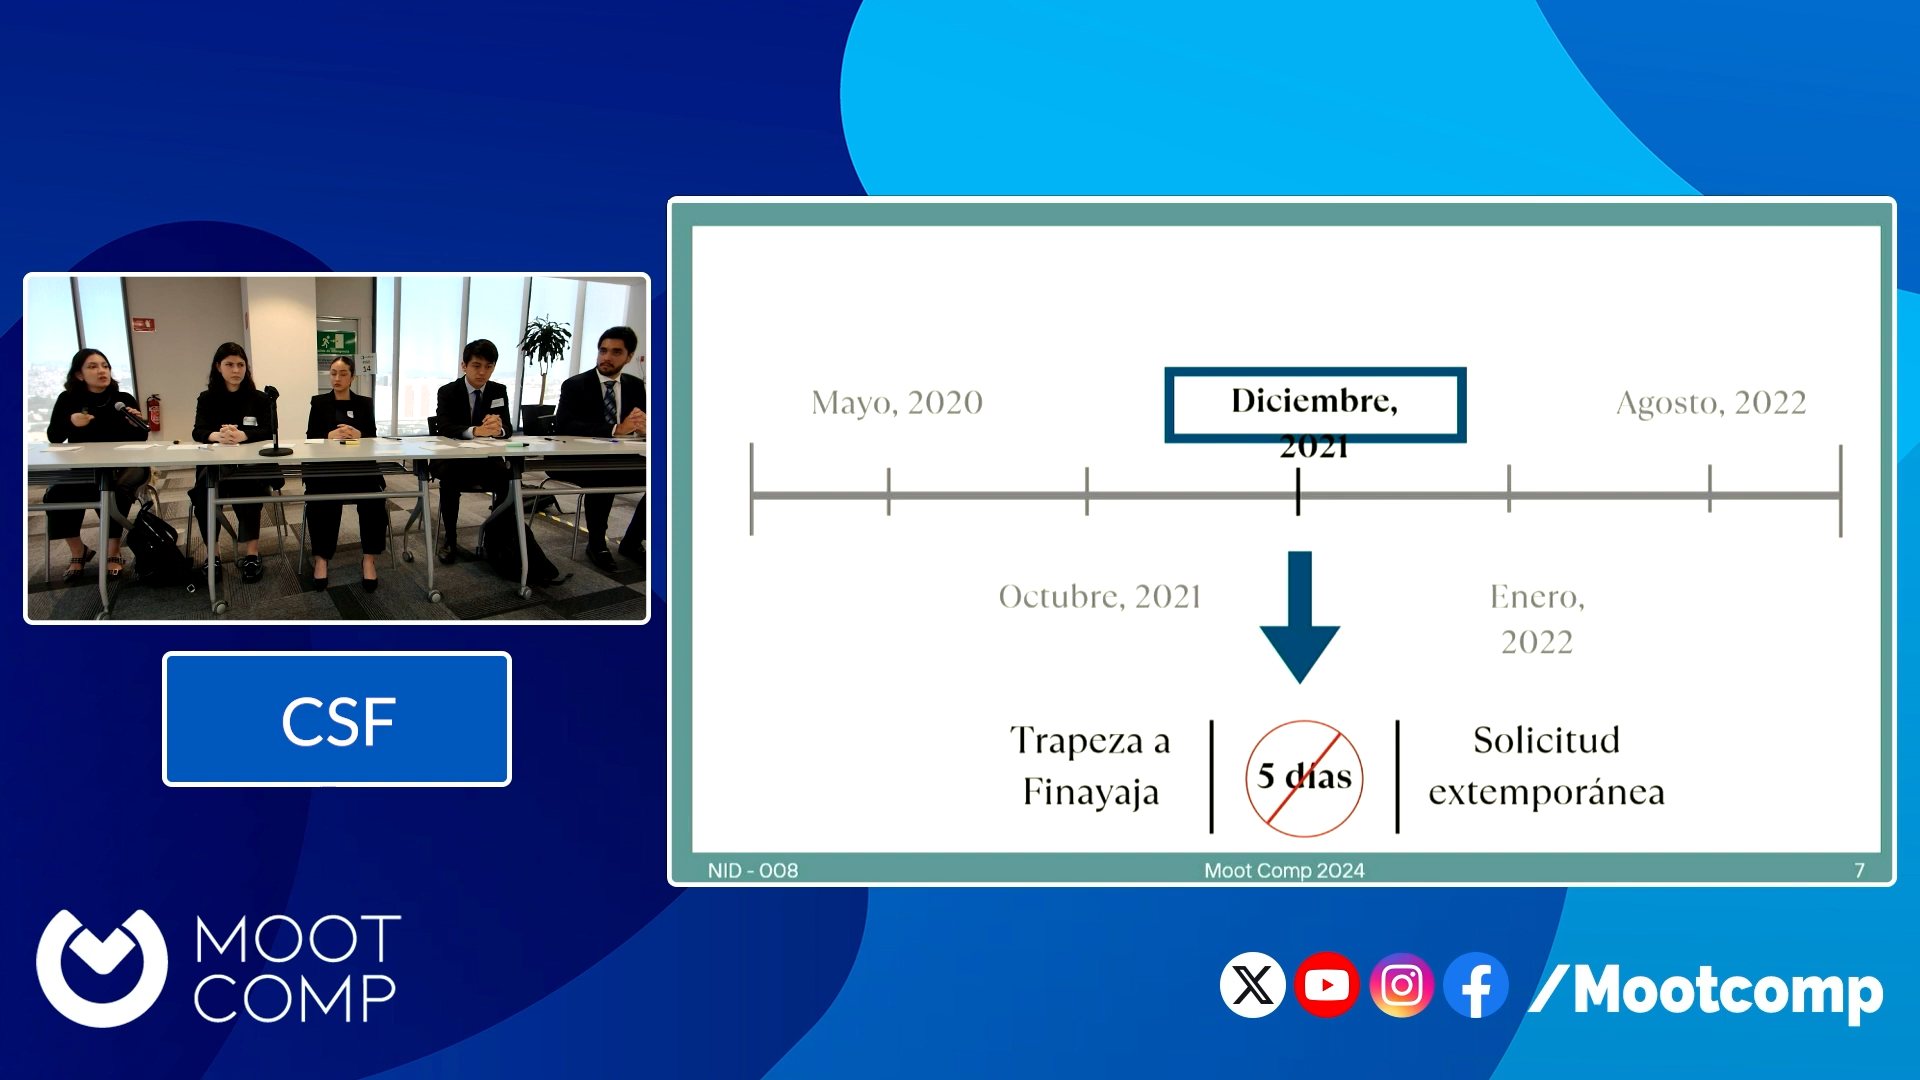 Mayo, 2020
Diciembre,
2021
Agosto, 2022
Octubre, 2021
Enero,
2022
Trapeza a
Finayaja
5 días
Solicitud
extemporánea
NID - 008
Moot Comp 2024
7
14
CSF
MOOT
COMP
/Mootcomp